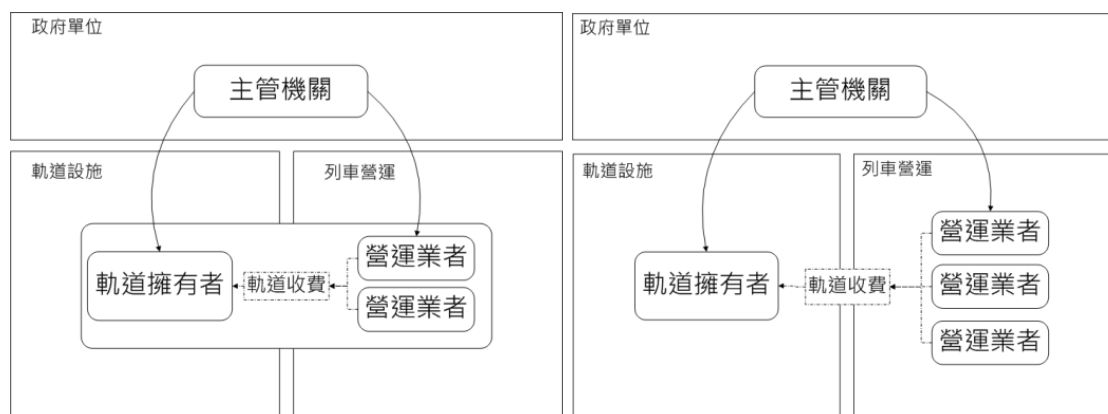 政府單位
主管機關
軌道設施
列車營運
軌道擁有者
軌道收費
營運業者
營運業者
政府單位
主管機關
軌道設施
列車營運
軌道擁有者
軌道收費
營運業者
營運業者
營運業者